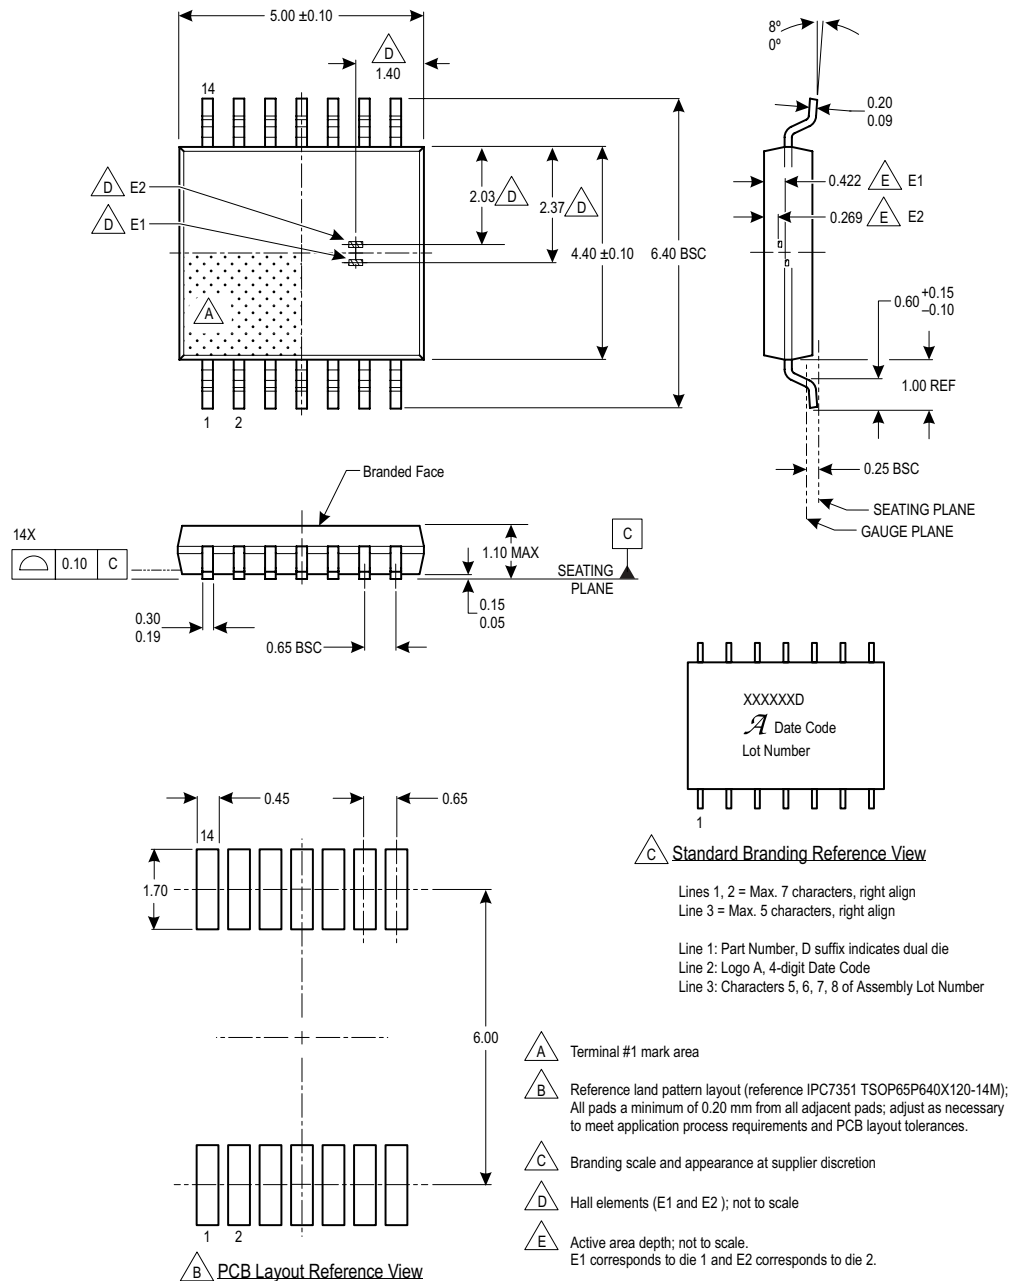 5.00 ±0.10
D
1.40
8º
0º
14
0.20
0.09
D E2
D E1
2.03 D
2.37 D
4.40 ±0.10
6.40 BSC
0.422 E E1
0.269 E E2
A
0.60 +0.15
–0.10
1.00 REF
1 2
0.25 BSC
SEATING PLANE
GAUGE PLANE
Branded Face
14X
0.10 C
1.10 MAX
C
SEATING
PLANE
0.15
0.05
0.30
0.19
0.65 BSC
XXXXXXD
A Date Code
Lot Number
1
C Standard Branding Reference View
Lines 1, 2 = Max. 7 characters, right align
Line 3 = Max. 5 characters, right align
Line 1: Part Number, D suffix indicates dual die
Line 2: Logo A, 4-digit Date Code
Line 3: Characters 5, 6, 7, 8 of Assembly Lot Number
0.45
0.65
14
1.70
6.00
1 2
B PCB Layout Reference View
A Terminal #1 mark area
B Reference land pattern layout (reference IPC7351 TSOP65P640X120-14M);
All pads a minimum of 0.20 mm from all adjacent pads; adjust as necessary
to meet application process requirements and PCB layout tolerances.
C Branding scale and appearance at supplier discretion
D Hall elements (E1 and E2 ); not to scale
E Active area depth; not to scale.
E1 corresponds to die 1 and E2 corresponds to die 2.